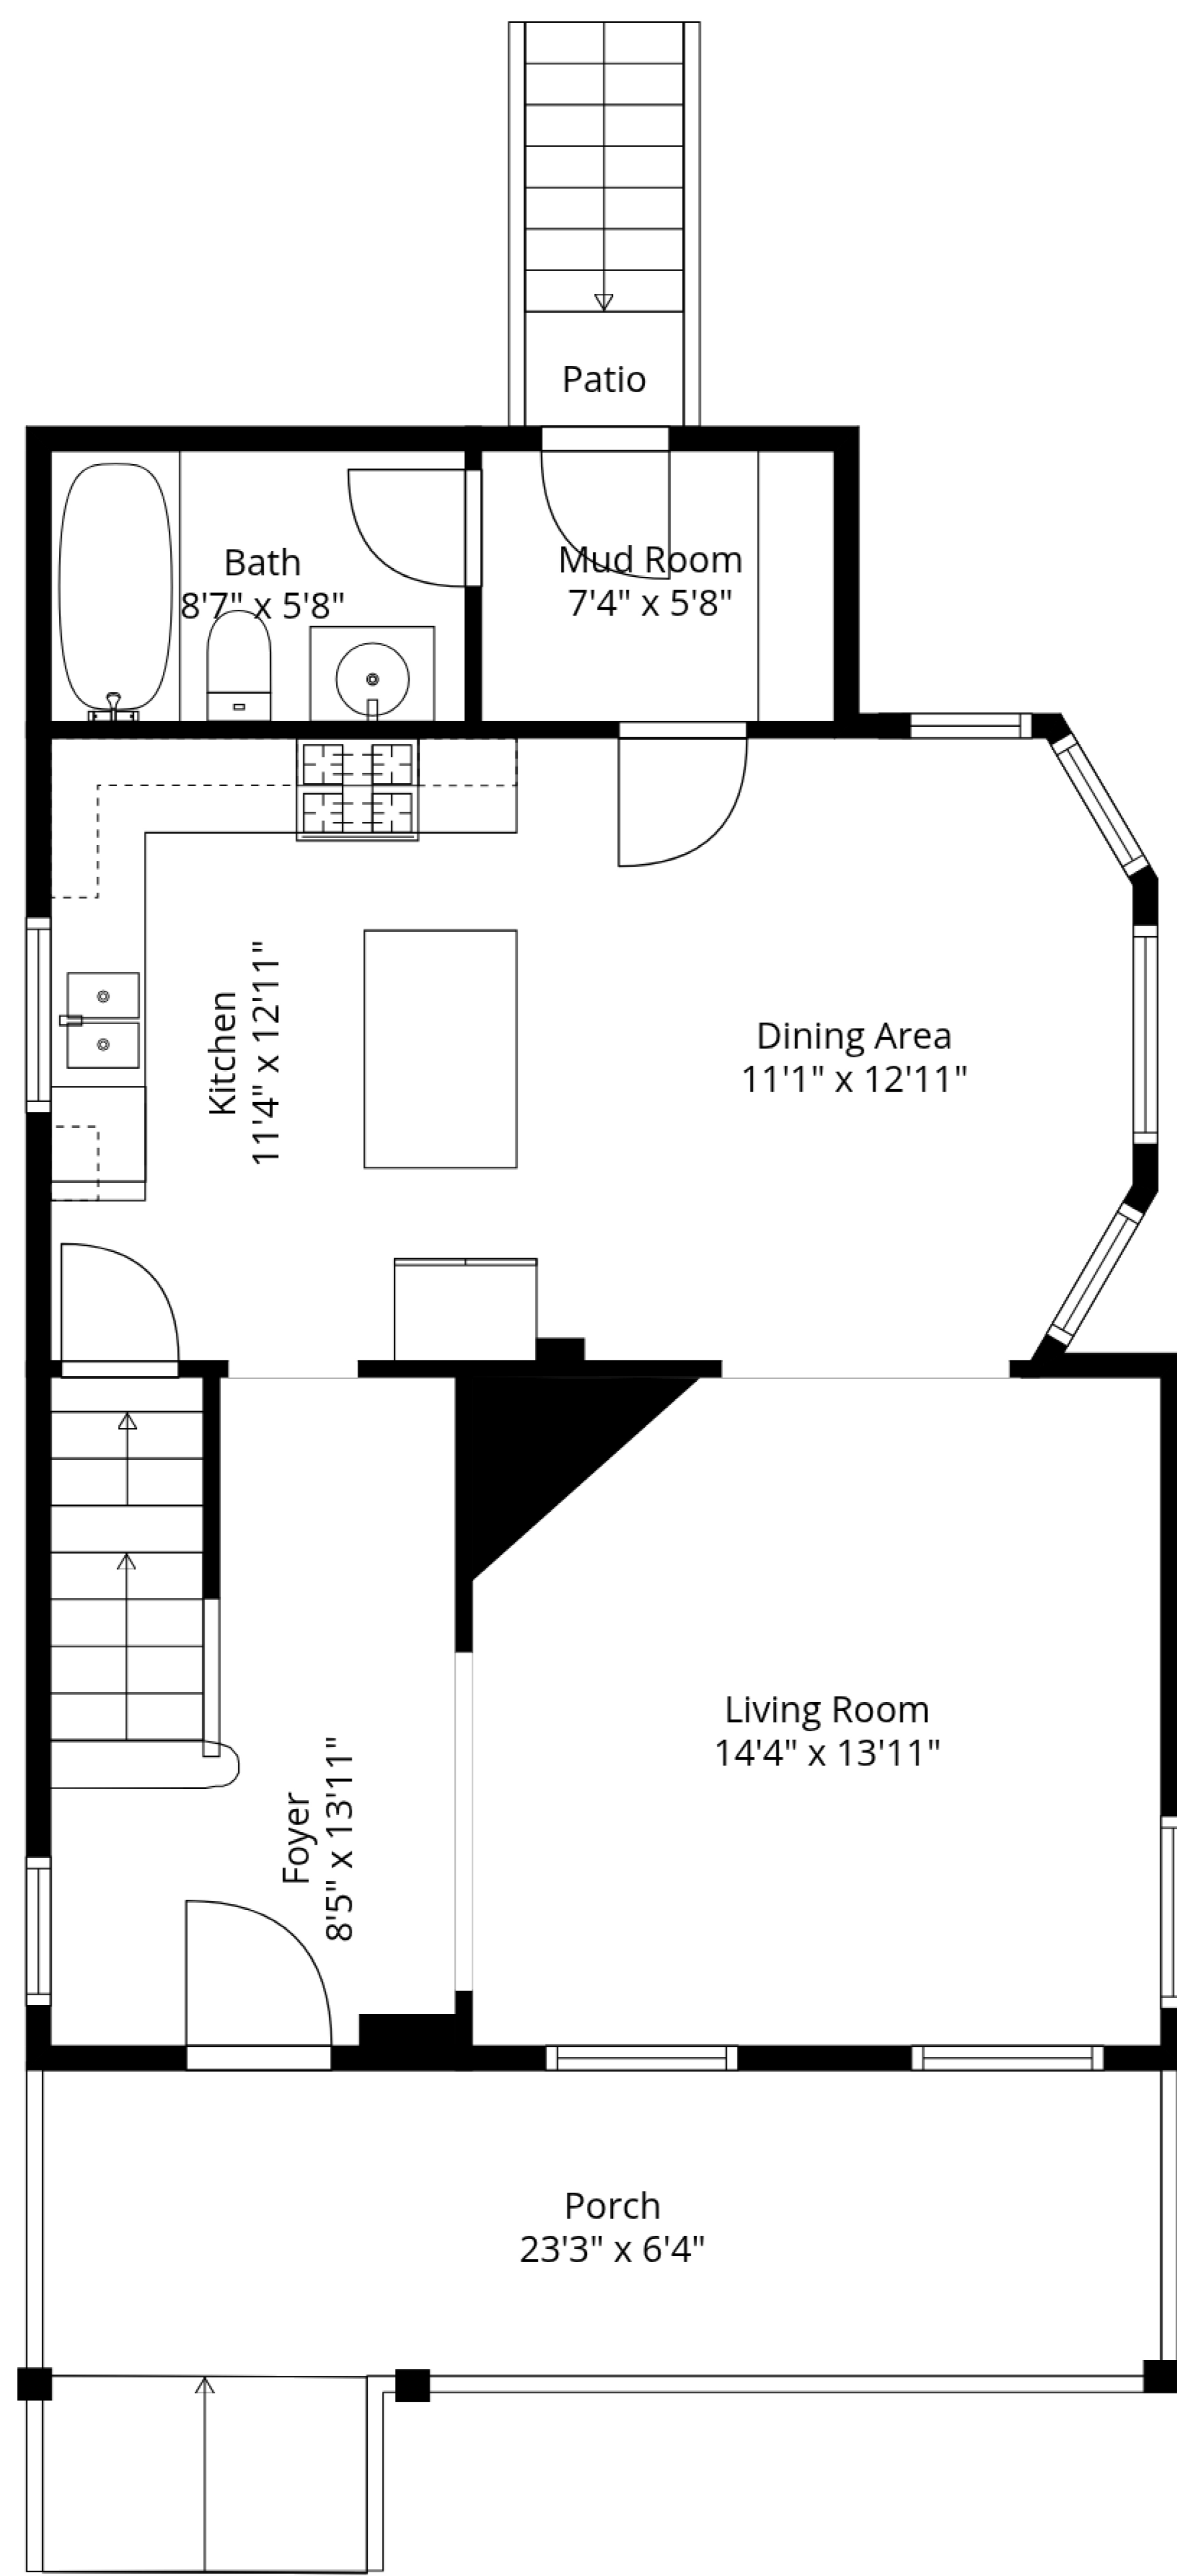 Patio
Bath
8'7" x 5'8"
Mud Room
7'4" x 5'8"
Kitchen
11'4" x 12'11"
Dining Area
11'1" x 12'11"
Living Room
14'4" x 13'11"
Foyer
8'5" x 13'11"
Porch
23'3" x 6'4"